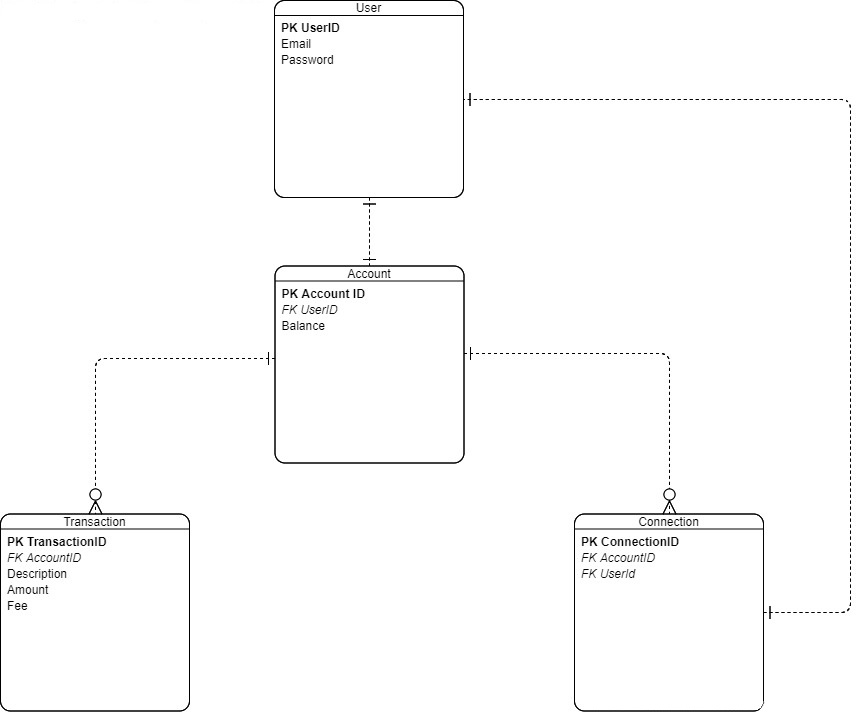 User
PK UserID
Email
Password
Account
PK Account ID
FK UserID
Balance
Transaction
PK TransactionID
FK AccountID
Description
Amount
Fee
Connection
PK ConnectionID
FK AccountID
FK UserId